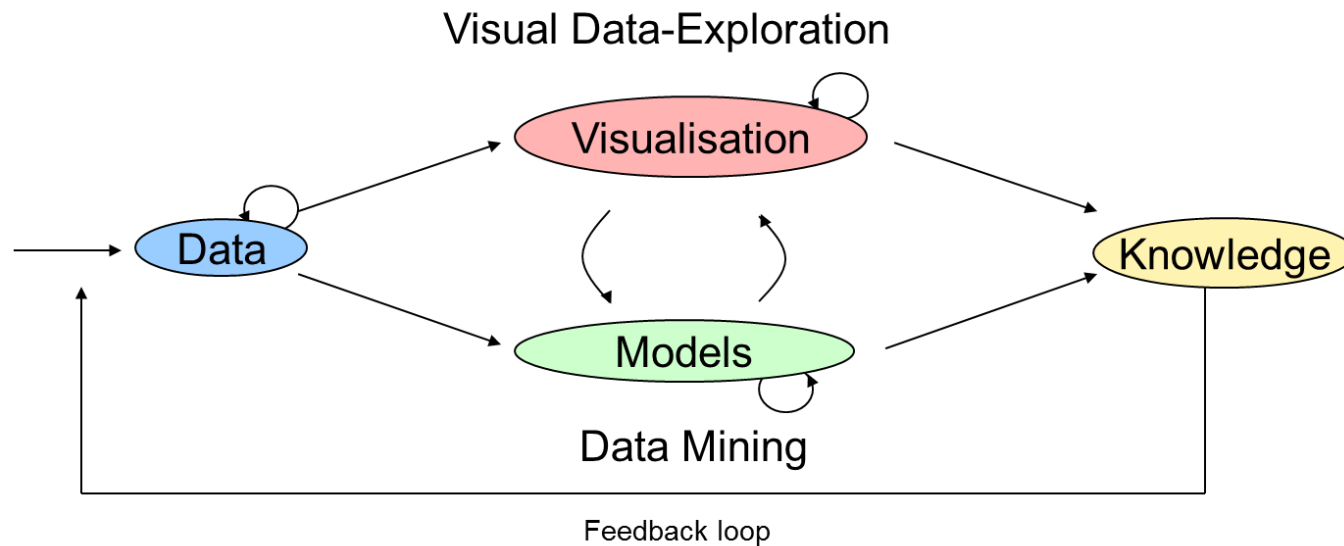 Visual Data-Exploration
Visualisation
Data
Knowledge
Models
Data Mining
Feedback loop